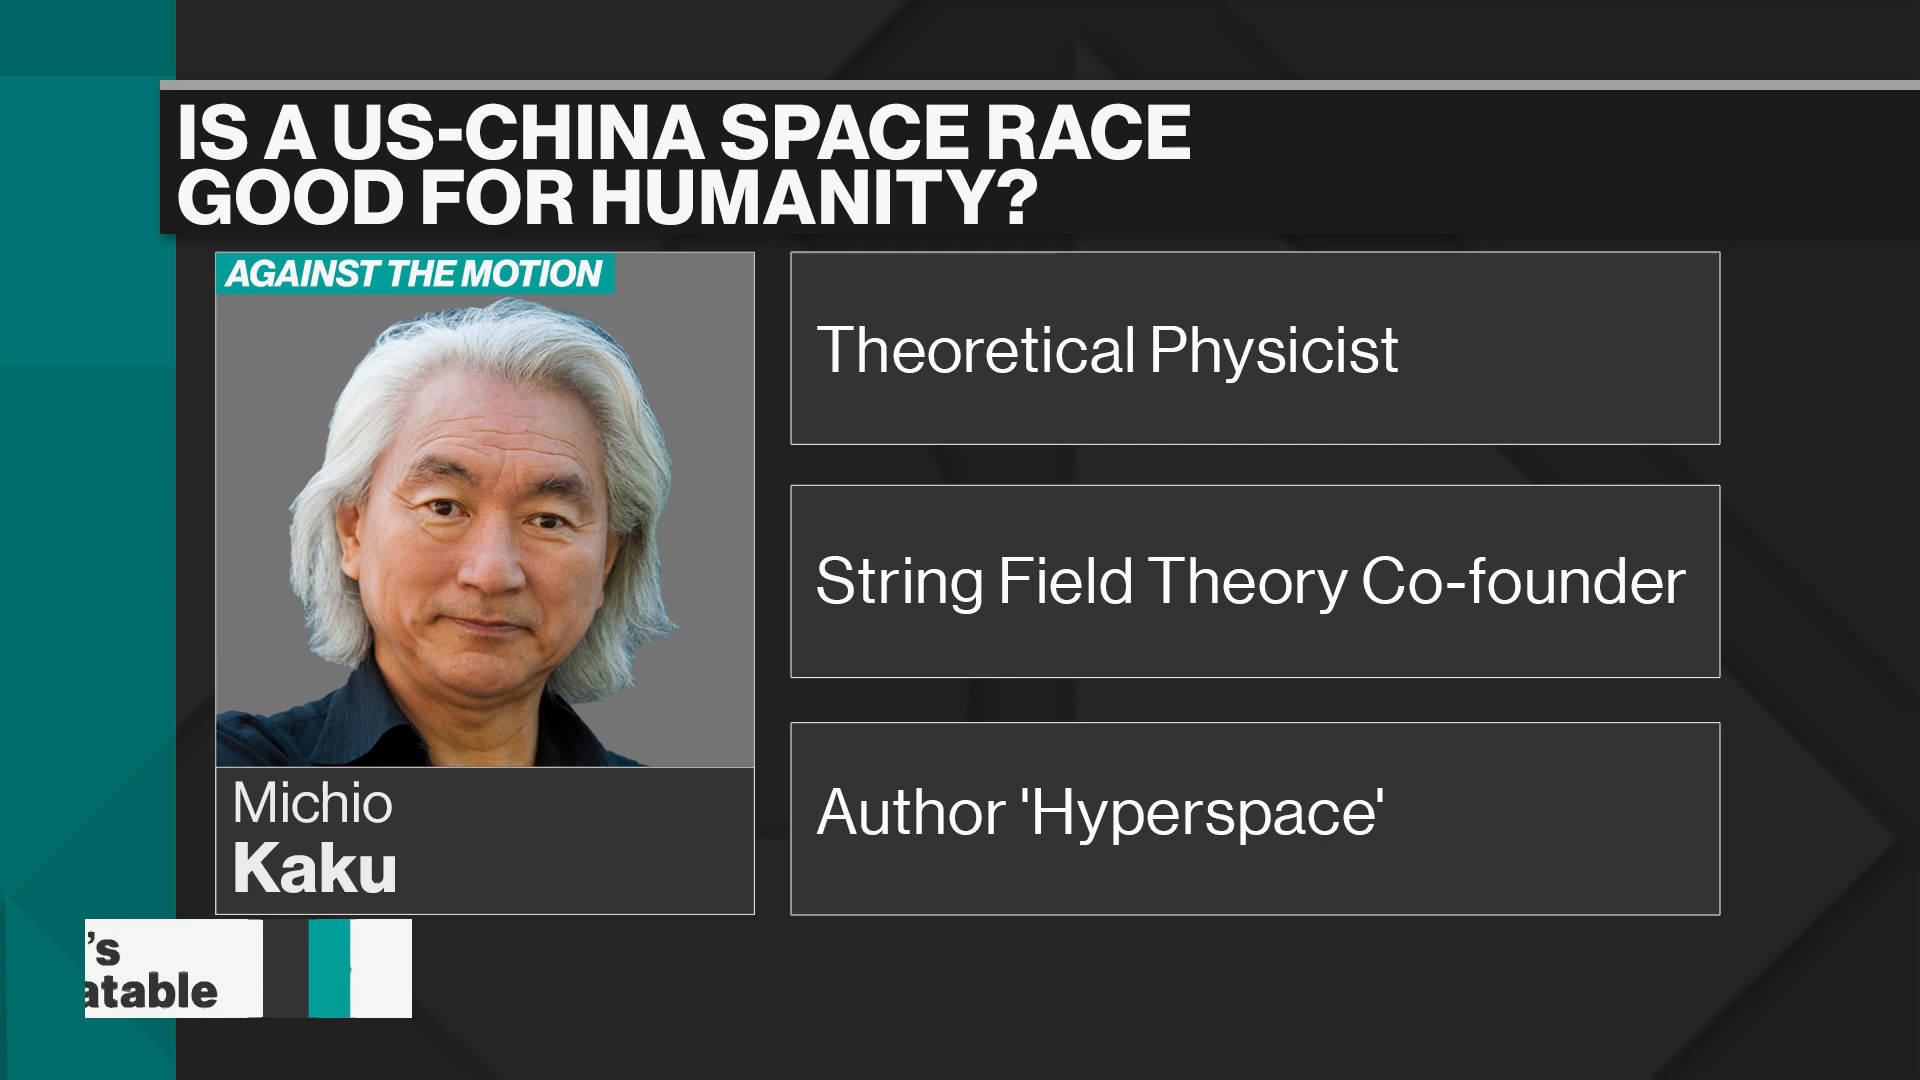 IS A US-CHINA SPACE RACE
GOOD FOR HUMANITY?
AGAINST THE MOTION
Theoretical Physicist
String Field Theory Co-founder
Author 'Hyperspace'
Michio
Kaku
’s
atable